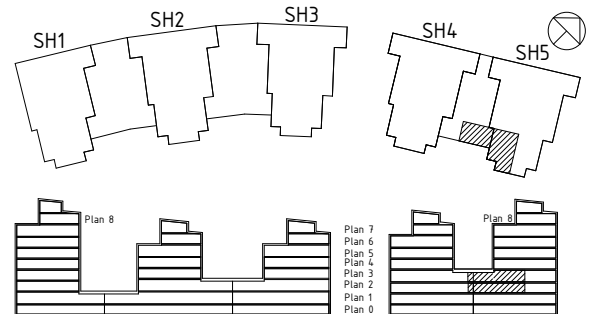 SH1
SH2
SH3
SH4
SH5
Plan 8
Plan 7
Plan 6
Plan 5
Plan 4
Plan 3
Plan 2
Plan 1
Plan 0
Plan 8